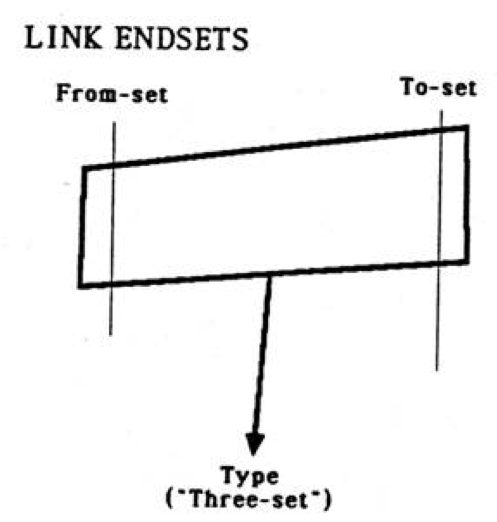 LINK ENDSETS
From-set
To-set
Type
("Three-set")